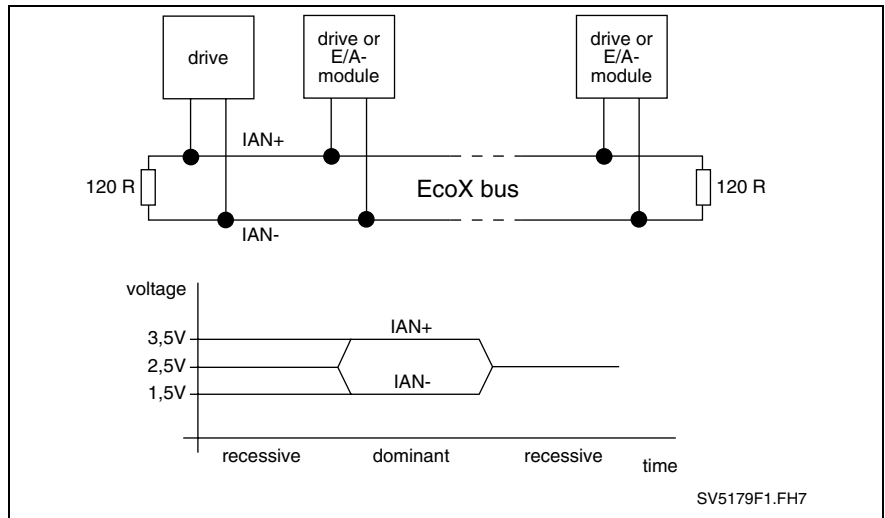 drive
drive or
E/A-
module
drive or
E/A-
module
IAN+
120 R
EcoX bus
120 R
IAN-
voltage
3,5V
IAN+
2,5V
IAN-
1,5V
recessive
dominant
recessive
time
SV5179F1.FH7